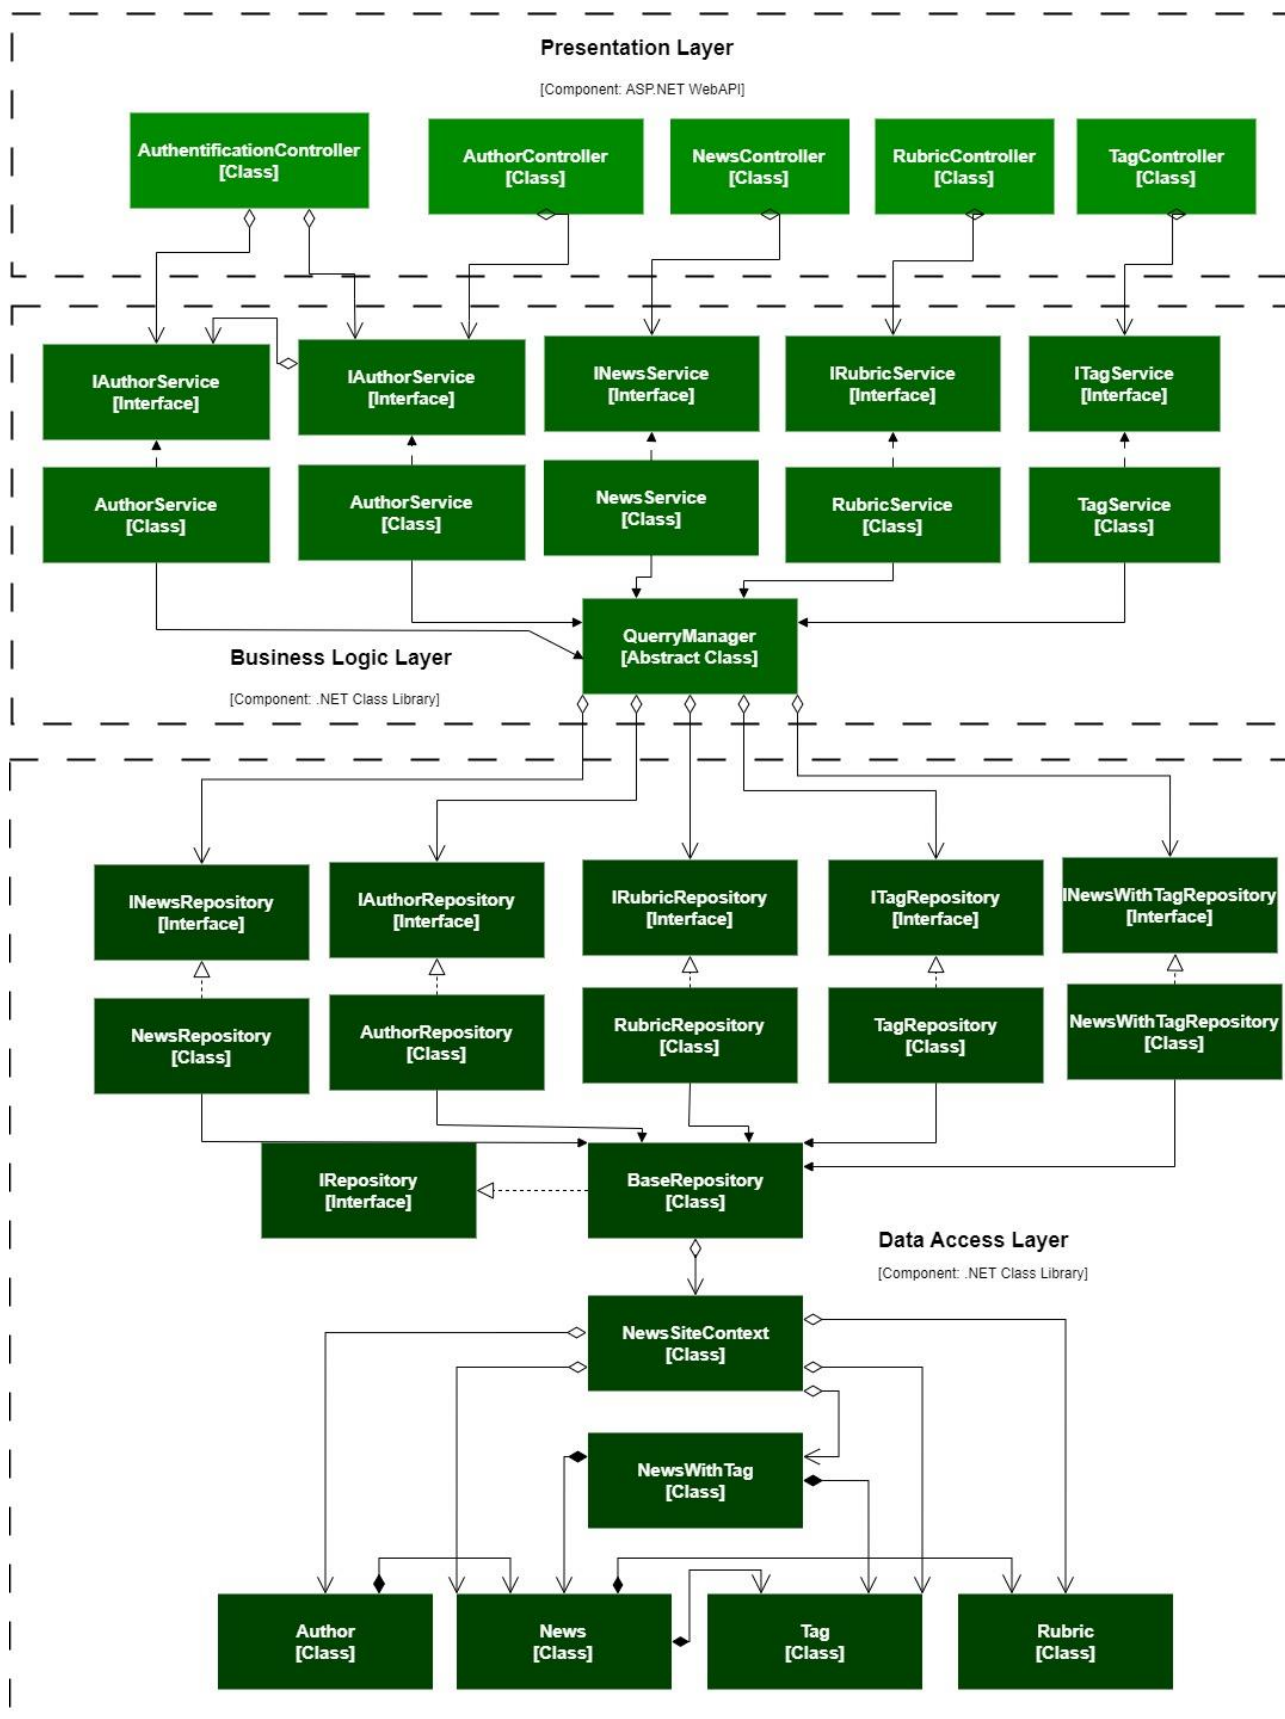 Presentation Layer
[Component: ASP.NET WebAPI]
AuthentificationController
[Class]
AuthorController
[Class]
NewsController
[Class]
RubricController
[Class]
TagController
[Class]
IAuthorService
[Interface]
IAuthorService
[Interface]
INewsService
[Interface]
IRubricService
[Interface]
ITagService
[Interface]
AuthorService
[Class]
AuthorService
[Class]
NewsService
[Class]
RubricService
[Class]
TagService
[Class]
QuerryManager
[Abstract Class]
Business Logic Layer
[Component: .NET Class Library]
INewsRepository
[Interface]
IAuthorRepository
[Interface]
IRubricRepository
[Interface]
ITagRepository
[Interface]
INewsWithTagRepository
[Interface]
NewsRepository
[Class]
AuthorRepository
[Class]
RubricRepository
[Class]
TagRepository
[Class]
NewsWithTagRepository
[Class]
IRepository
[Interface]
BaseRepository
[Class]
Data Access Layer
[Component: .NET Class Library]
NewsSiteContext
[Class]
NewsWithTag
[Class]
Author
[Class]
News
[Class]
Tag
[Class]
Rubric
[Class]